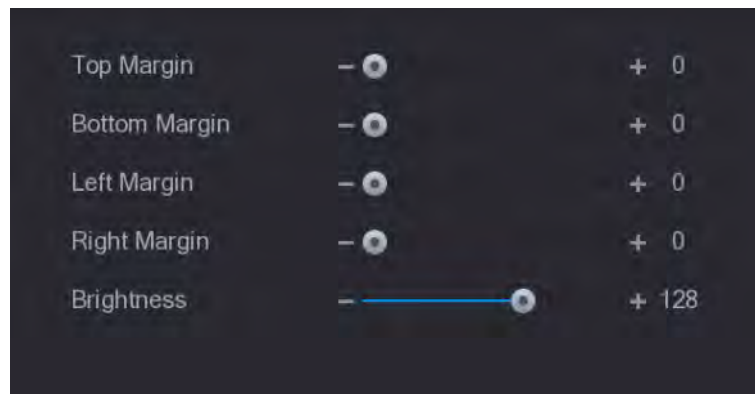 Top Margin - + 0
Bottom Margin - + 0
Left Margin - + 0
Right Margin - + 0
Brightness - + 128